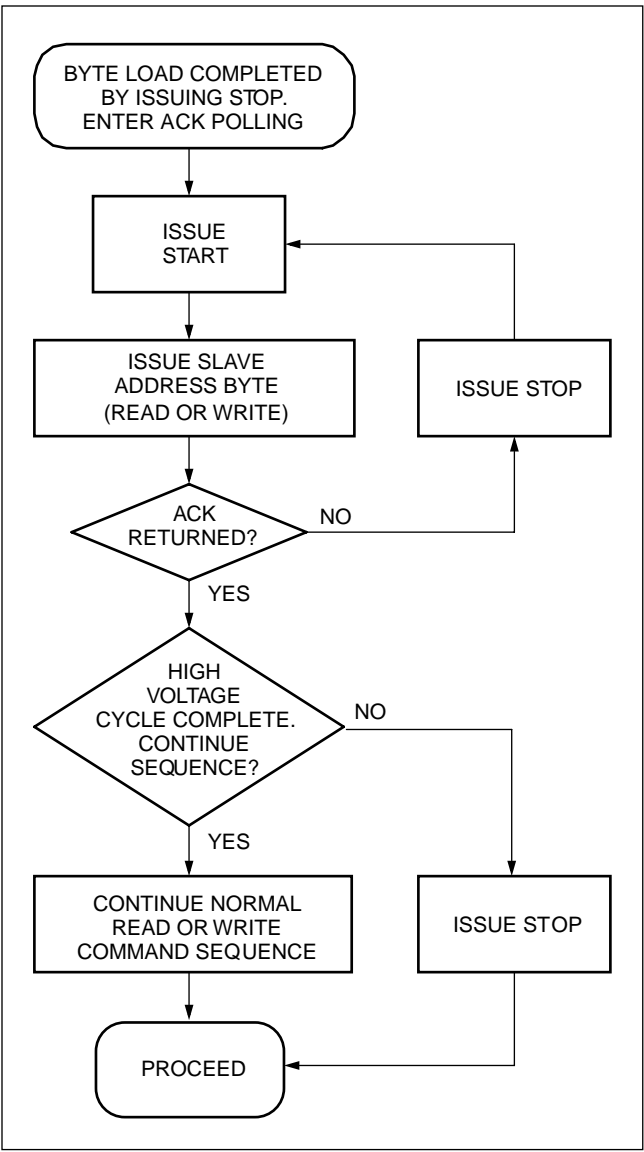 BYTE LOAD COMPLETED
BY ISSUING STOP.
ENTER ACK POLLING
ISSUE
START
ISSUE SLAVE
ADDRESS BYTE
(READ OR WRITE)
ISSUE STOP
ACK
RETURNED?
NO
YES
HIGH
VOLTAGE
CYCLE COMPLETE.
CONTINUE
SEQUENCE?
NO
YES
CONTINUE NORMAL
READ OR WRITE
COMMAND SEQUENCE
ISSUE STOP
PROCEED